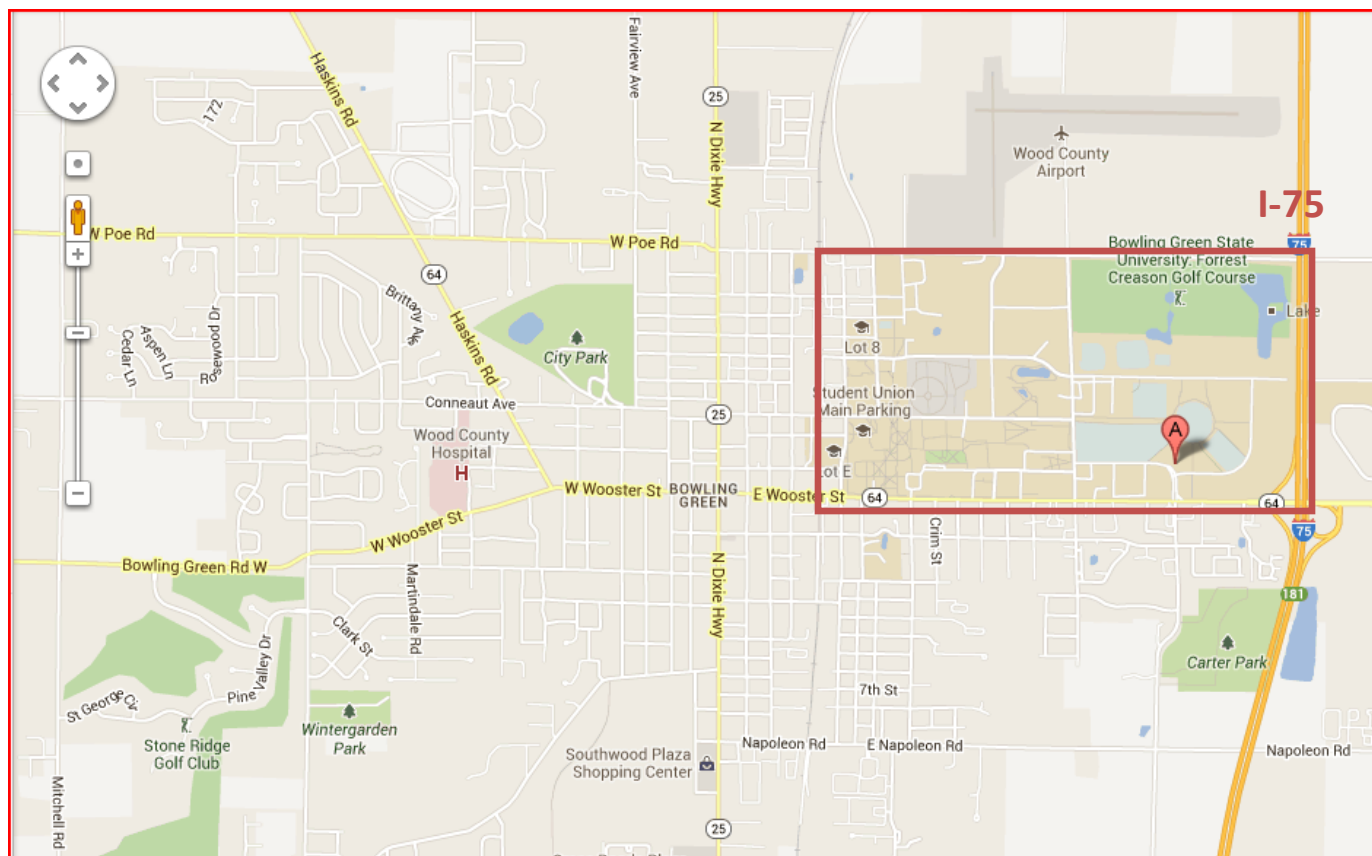 Haskins Rd
Fairview Ave
172
25
N Dixie Hwy
Wood County
Airport
I-75
W Poe Rd
W Poe Rd
75
Bowling Green State
University: Forrest
Creason Golf Course
64
Brittany Ave
Lake
Haskins Rd
Rosewood Dr
Aspen Ln
Cedar Ln
City Park
Lot 8
Conneaut Ave
25
Student Union
Main Parking
A
Wood County
Hospital
H
Lot E
W Wooster St
BOWLING
GREEN
E Wooster St
64
64
W Wooster St
Crim St
75
Bowling Green Rd W
N Dixie Hwy
Martindale Rd
181
Clark St
Pine Valley Dr
Carter Park
St George Cir
7th St
Wintergarden
Park
Stone Ridge
Golf Club
Southwood Plaza
Shopping Center
Napoleon Rd
E Napoleon Rd
Napoleon Rd
Mitchell Rd
25